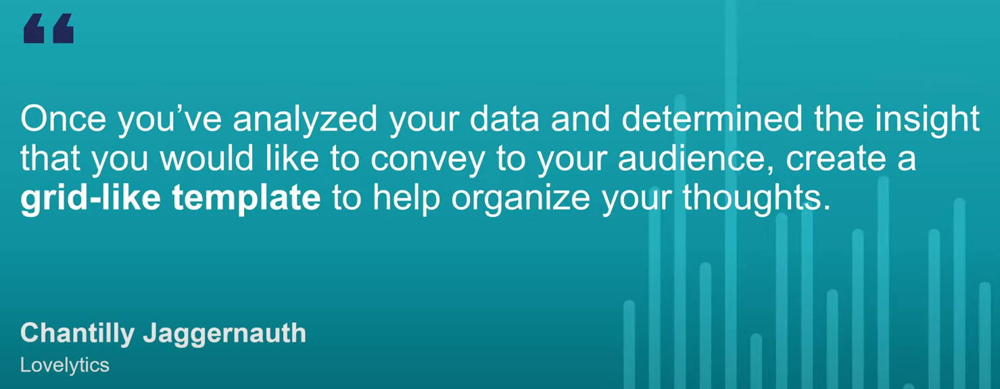 “
Once you’ve analyzed your data and determined the insight
that you would like to convey to your audience, create a
grid-like template to help organize your thoughts.
Chantilly Jaggernauth
Lovelytics